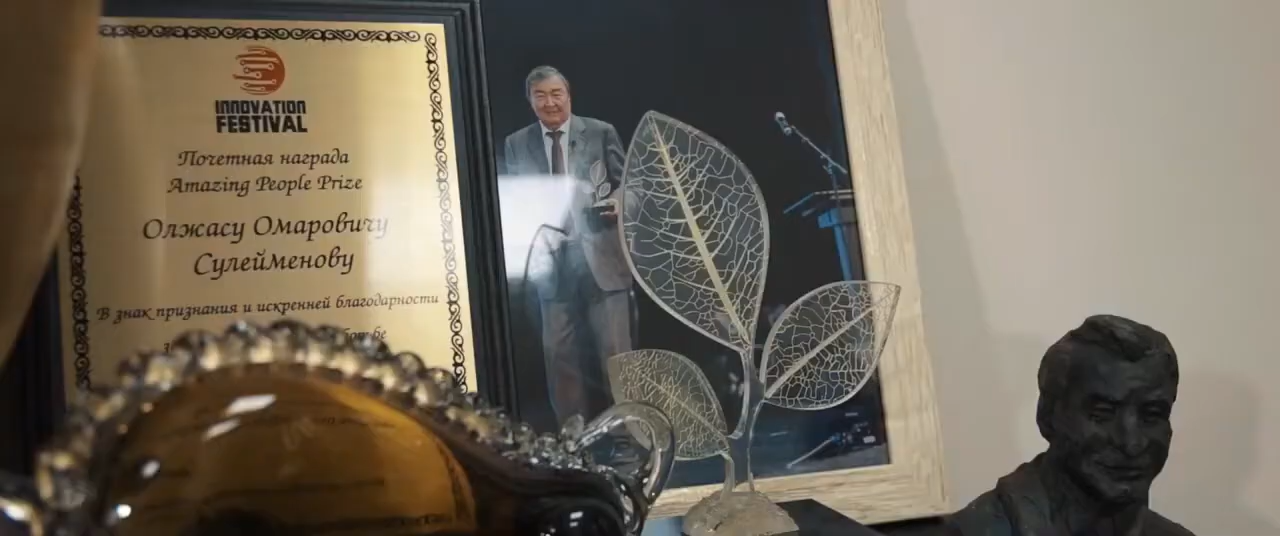 INNOVATION
FESTIVAL
Почетная награда
Amazing People Prize
Олжасу Омаровичу
Сулейменову
В знак признания и искренней благодарности